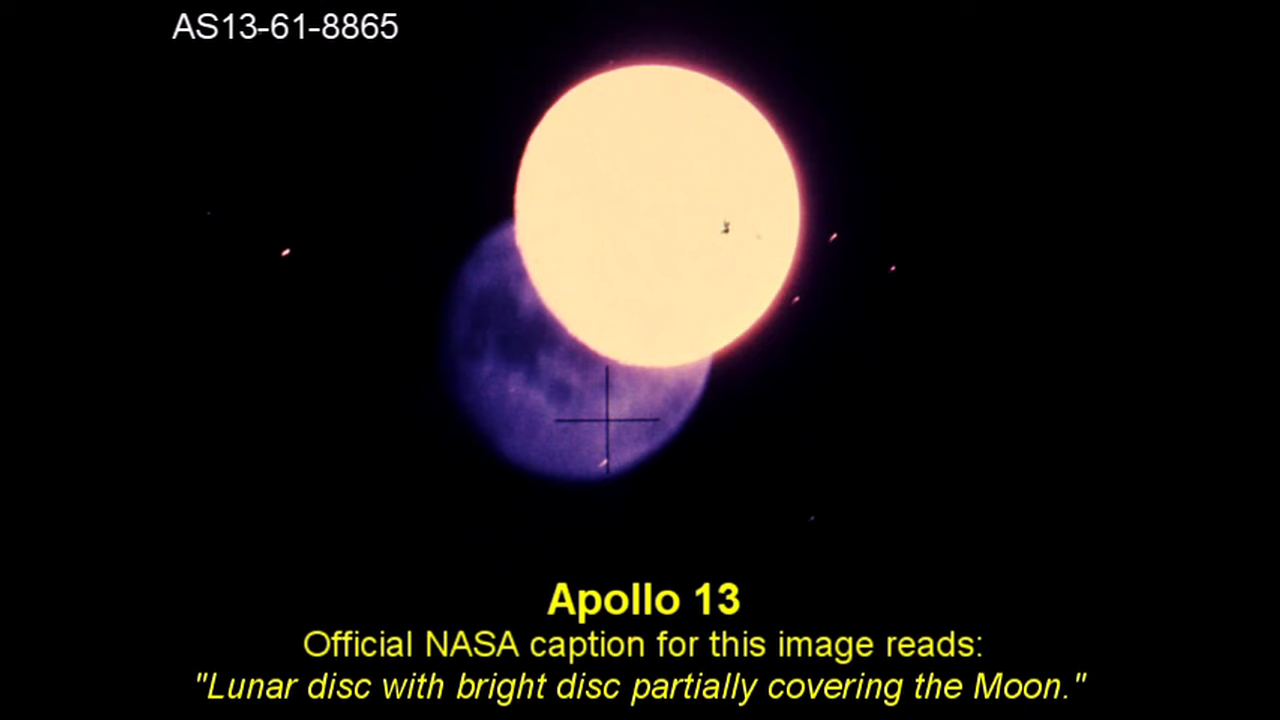 AS13-61-8865
Apollo 13
Official NASA caption for this image reads:
"Lunar disc with bright disc partially covering the Moon."